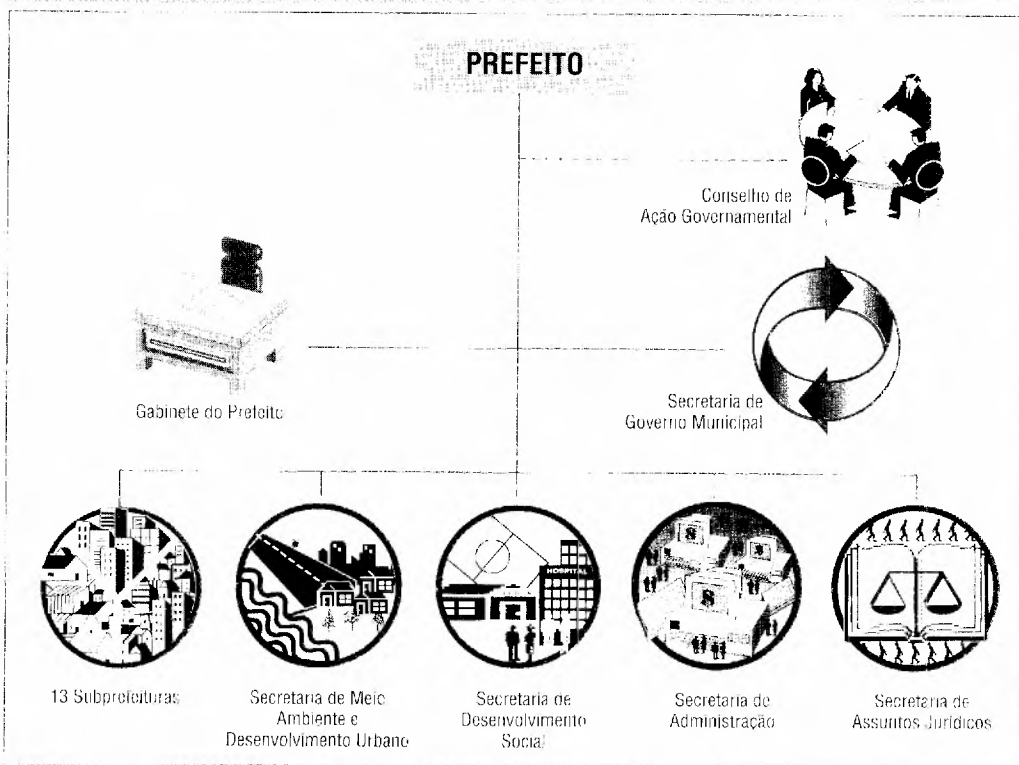 PREFEITO
Conselho de
Ação Governamental
Gabinete do Prefeito
Secretaria de
Governo Municipal
HOSPITAL
13 Subprefeituras
Secretaria de Meio
Ambiente e
Desenvolvimento Urbano
Secretaria de
Desenvolvimento
Social
Secretaria de
Administração
Secretaria de
Assuntos Jurídicos